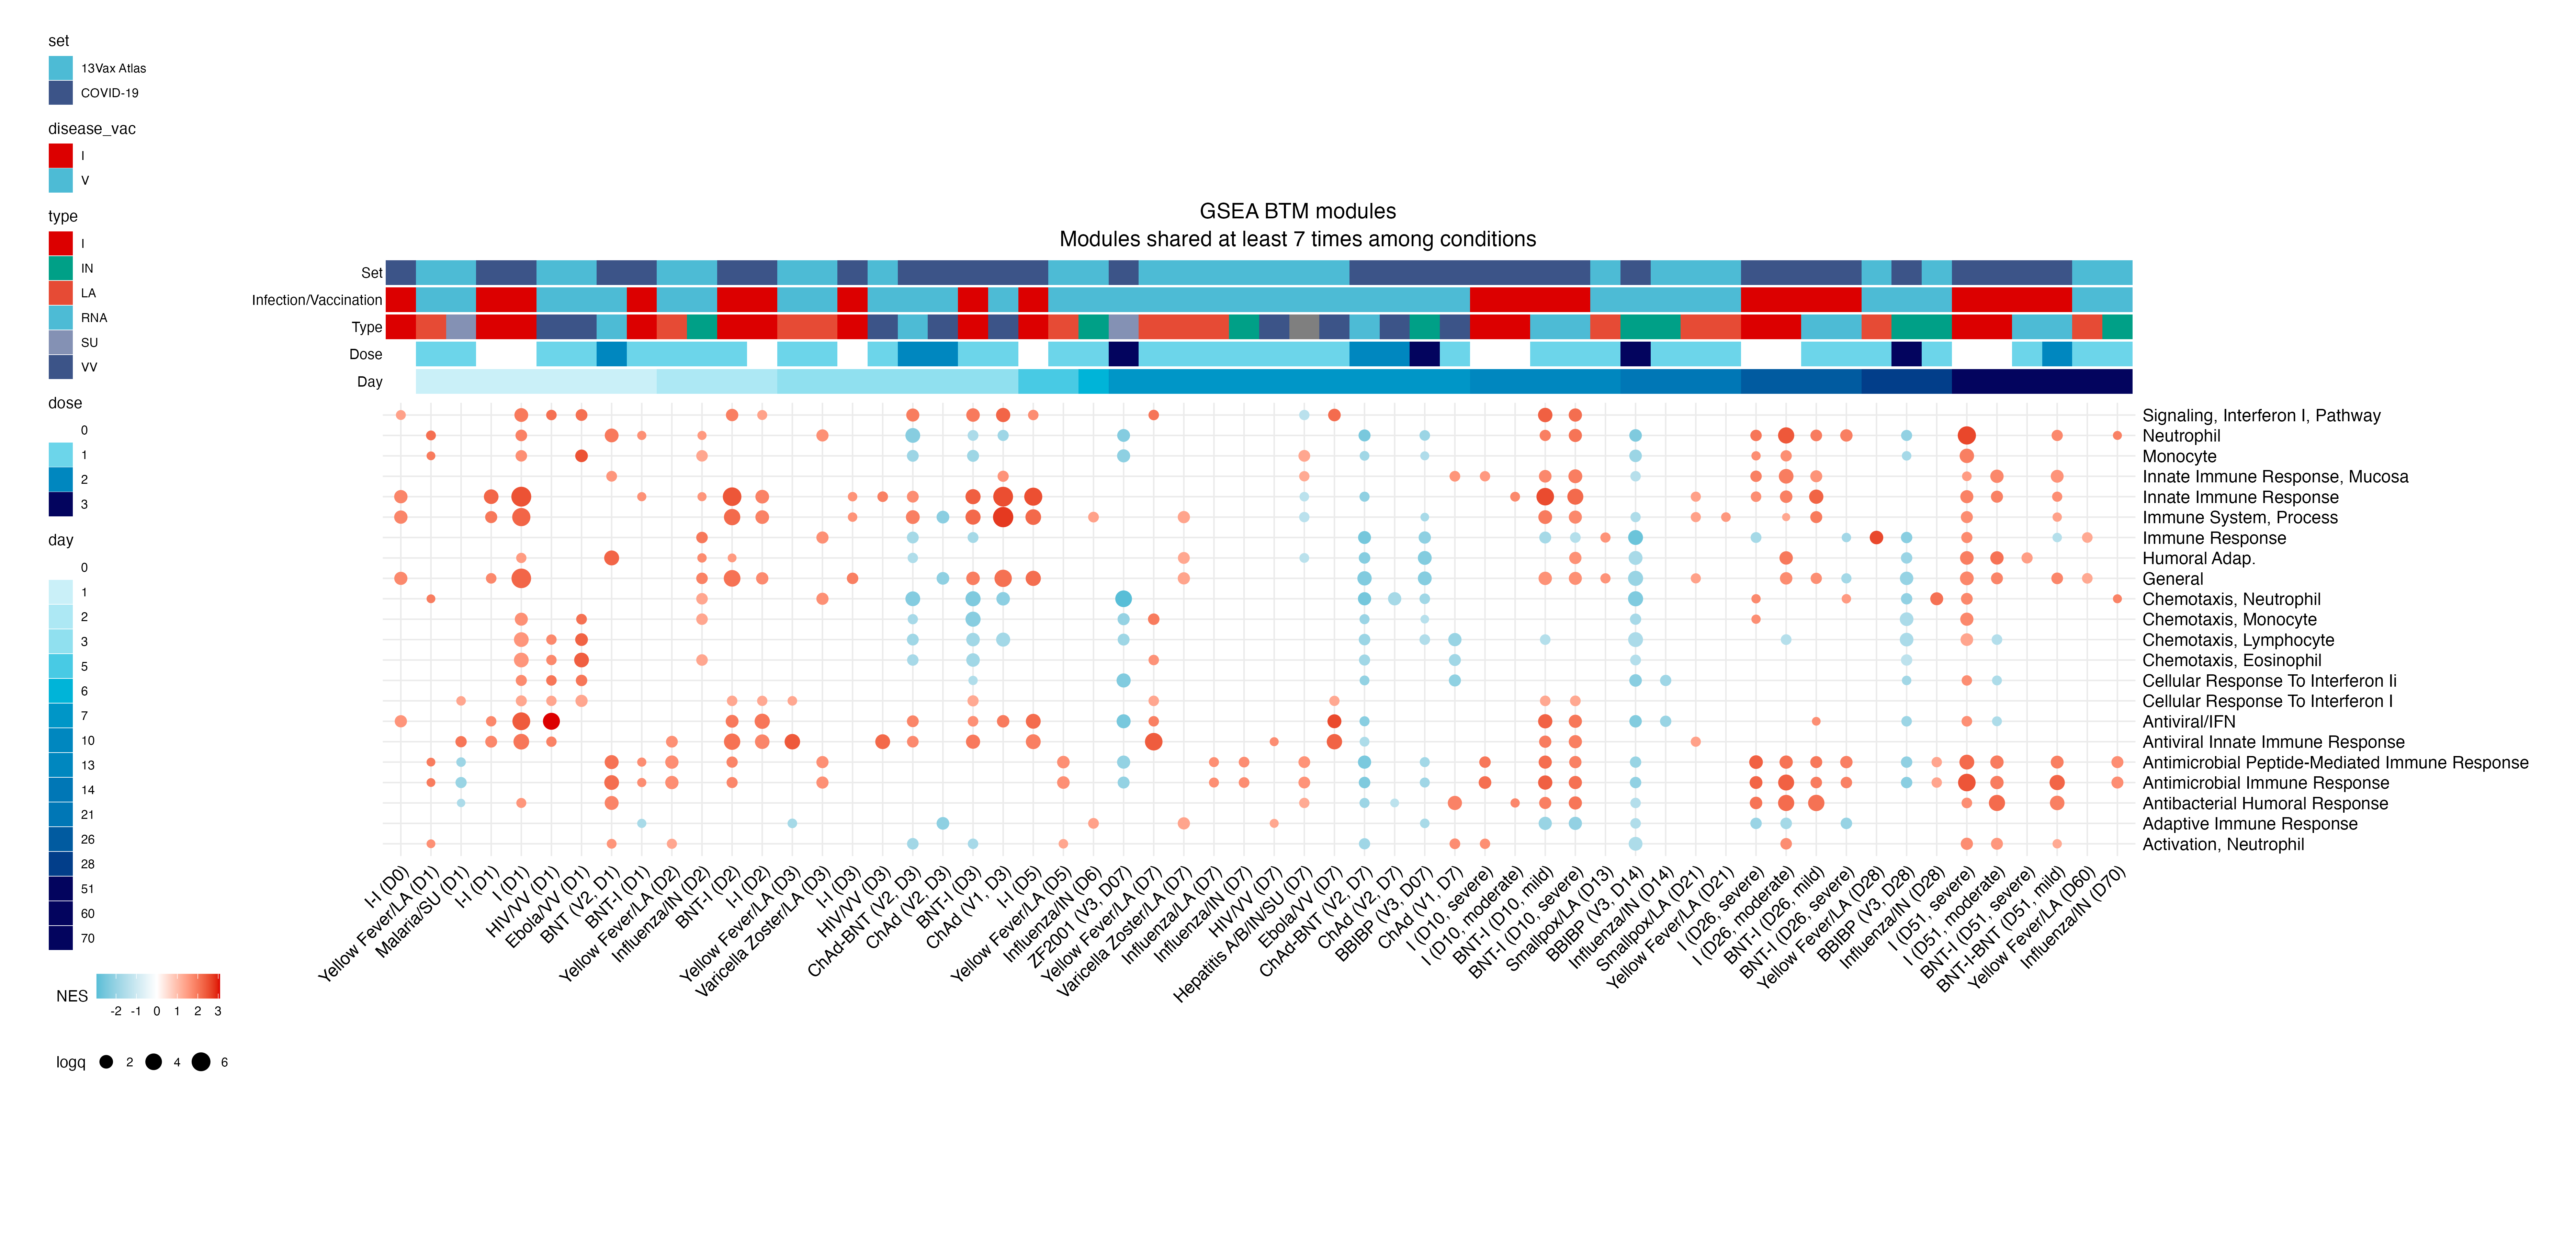 set
13Vax Atlas
COVID-19
disease_vac
I
V
type
I
IN
LA
RNA
SU
VV
dose
0
1
2
3
day
0
1
2
3
5
6
7
10
13
14
21
26
28
51
60
70
NES
-2 -1 0 1 2 3
logq 2 4 6
GSEA BTM modules
Modules shared at least 7 times among conditions
Set
Infection/Vaccination
Type
Dose
Day
Signaling, Interferon I, Pathway
Neutrophil
Monocyte
Innate Immune Response, Mucosa
Innate Immune Response
Immune System, Process
Immune Response
Humoral Adap.
General
Chemotaxis, Neutrophil
Chemotaxis, Monocyte
Chemotaxis, Lymphocyte
Chemotaxis, Eosinophil
Cellular Response To Interferon Ii
Cellular Response To Interferon I
Antiviral/IFN
Antiviral Innate Immune Response
Antimicrobial Peptide-Mediated Immune Response
Antimicrobial Immune Response
Antibacterial Humoral Response
Adaptive Immune Response
Activation, Neutrophil
I-I (D0)
Yellow Fever/LA (D1)
Malaria/SU (D1)
I-I (D1)
I (D1)
HIV/VV (D1)
Ebola/VV (D1)
BNT (V2, D1)
BNT-I (D1)
Yellow Fever/LA (D2)
Influenza/IN (D2)
BNT-I (D2)
I-I (D2)
Yellow Fever/LA (D3)
Varicella Zoster/LA (D3)
I-I (D3)
HIV/VV (D3)
ChAd-BNT (V2, D3)
ChAd (V2, D3)
BNT-I (D3)
ChAd (V1, D3)
I-I (D5)
Yellow Fever/LA (D5)
Influenza/IN (D6)
ZF2001 (V3, D07)
Yellow Fever/LA (D7)
Varicella Zoster/LA (D7)
Influenza/LA (D7)
Influenza/IN (D7)
HIV/VV (D7)
Hepatitis A/B/IN/SU (D7)
Ebola/VV (D7)
ChAd-BNT (V2, D7)
ChAd (V2, D7)
BBIBP (V3, D07)
ChAd (V1, D7)
I (D10, severe)
I (D10, moderate)
BNT-I (D10, mild)
BNT-I (D10, severe)
Smallpox/LA (D13)
BBIBP (V3, D14)
Influenza/IN (D14)
Smallpox/LA (D21)
Yellow Fever/LA (D21)
I (D26, severe)
I (D26, moderate)
BNT-I (D26, mild)
BNT-I (D26, severe)
Yellow Fever/LA (D28)
BBIBP (V3, D28)
Influenza/IN (D28)
I (D51, severe)
I (D51, moderate)
BNT-I (D51, severe)
BNT-I-BNT (D51, mild)
Yellow Fever/LA (D60)
Influenza/IN (D70)